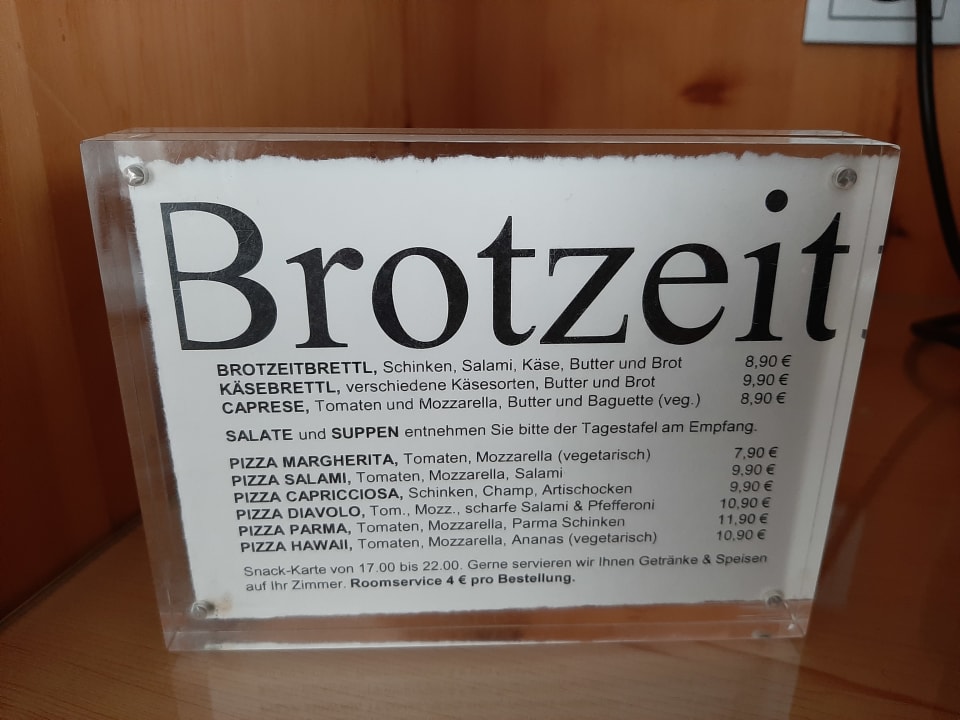 Brotzeit
BROTZEITBRETTL, Schinken, Salami, Käse, Butter und Brot 8,90 €
KÄSEBRETTL, verschiedene Käsesorten, Butter und Brot 9,90 €
CAPRESE, Tomaten und Mozzarella, Butter und Baguette (veg.) 8,90 €
SALATE und SUPPEN entnehmen Sie bitte der Tagestafel am Empfang.
PIZZA MARGHERITA, Tomaten, Mozzarella (vegetarisch) 7,90 €
PIZZA SALAMI, Tomaten, Mozzarella, Salami 9,90 €
PIZZA CAPRICCIOSA, Schinken, Champ, Artischocken 9,90 €
PIZZA DIAVOLO, Tom., Mozz., scharfe Salami & Pfefferoni 10,90 €
PIZZA PARMA, Tomaten, Mozzarella, Parma Schinken 11,90 €
PIZZA HAWAII, Tomaten, Mozzarella, Ananas (vegetarisch) 10,90 €
Snack-Karte von 17.00 bis 22.00. Gerne servieren wir Ihnen Getränke & Speisen
auf Ihr Zimmer. Roomservice 4 € pro Bestellung.